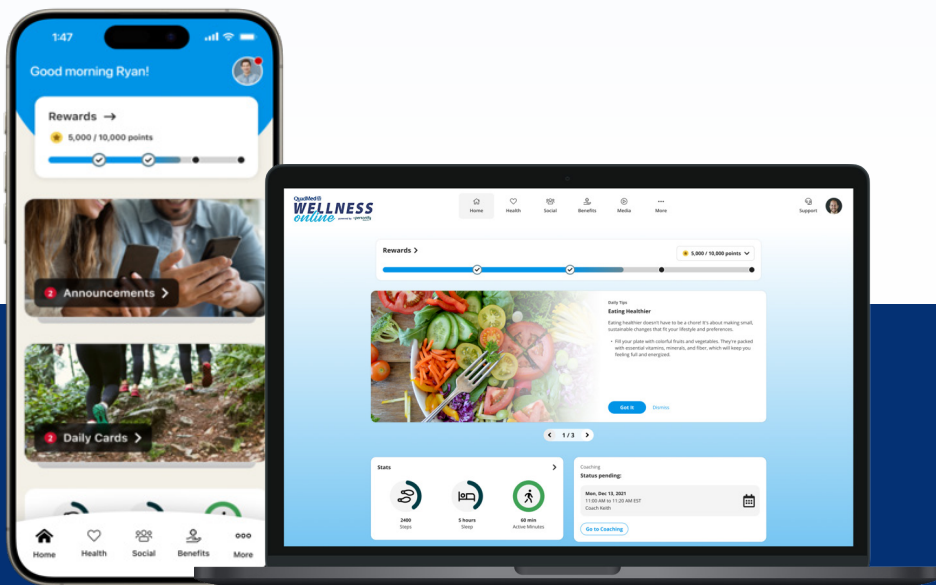 1:47
Good morning Ryan!
Rewards →
5,000 / 10,000 points
2 Announcements >
2 Daily Cards >
Home
Health
Social
Benefits
More
QuadMed
WELLNESS
online
Home
Health
Social
Benefits
Media
More
Support
Rewards >
5,000 / 10,000 points
Daily Tips
Eating Healthier
Eating healthier doesn't have to be a chore! It's about making small,
sustainable changes that fit your lifestyle and preferences.
• Fill your plate with colorful fruits and vegetables. They're packed
with essential vitamins, minerals, and fiber, which will keep you
feeling full and energized.
Got It
Dismiss
< 1 / 3 >
Stats
>
2400
Steps
5 hours
Sleep
60 min
Active Minutes
Coaching
Status pending:
Mon, Dec 13, 2021
11:00 AM to 11:20 AM EST
Coach Keith
Go to Coaching